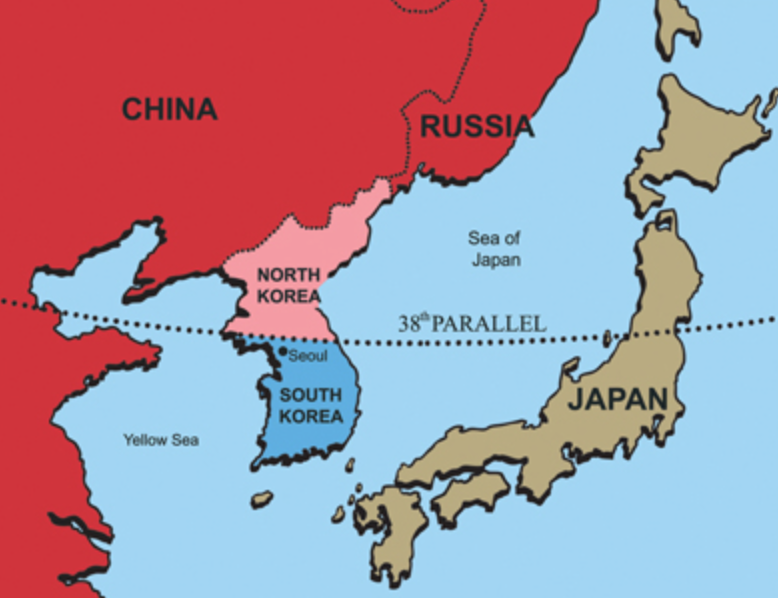 CHINA
RUSSIA
Sea of
Japan
NORTH
KOREA
38th PARALLEL
Seoul
SOUTH
KOREA
JAPAN
Yellow Sea